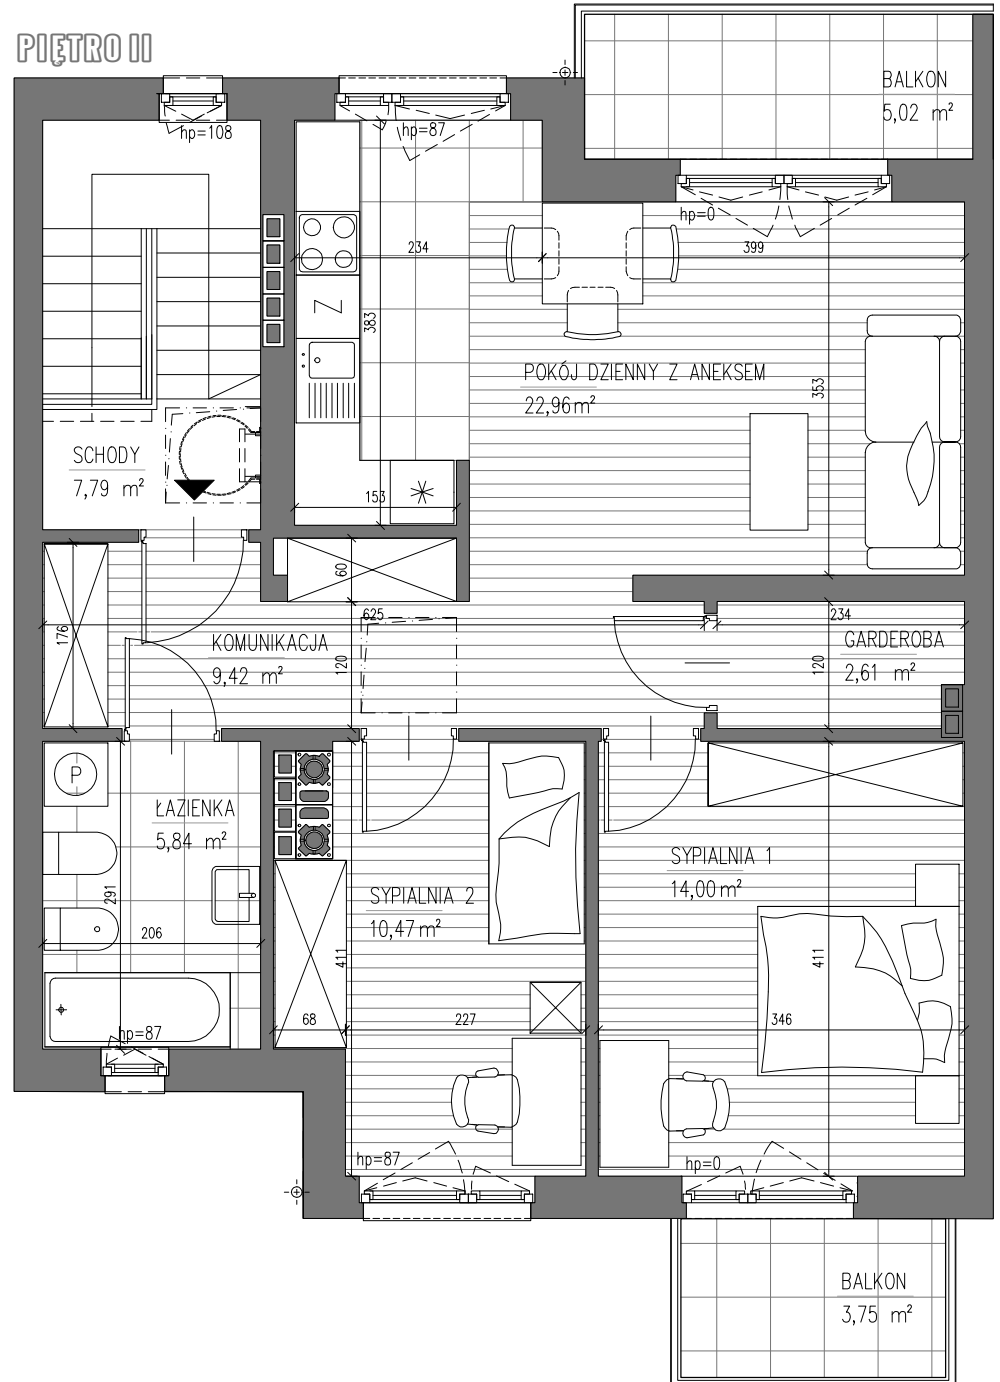 PIĘTRO II
BALKON
5,02 m²
hp=108
hp=87
hp=0
234
399
Z
383
POKÓJ DZIENNY Z ANEKSEM
22,96 m²
353
SCHODY
7,79 m²
153
60
625
234
176
KOMUNIKACJA
9,42 m²
120
GARDEROBA
2,61 m²
120
P
ŁAZIENKA
5,84 m²
291
206
SYPIALNIA 2
10,47 m²
SYPIALNIA 1
14,00 m²
411
411
68
227
346
hp=87
hp=87
hp=0
BALKON
3,75 m²